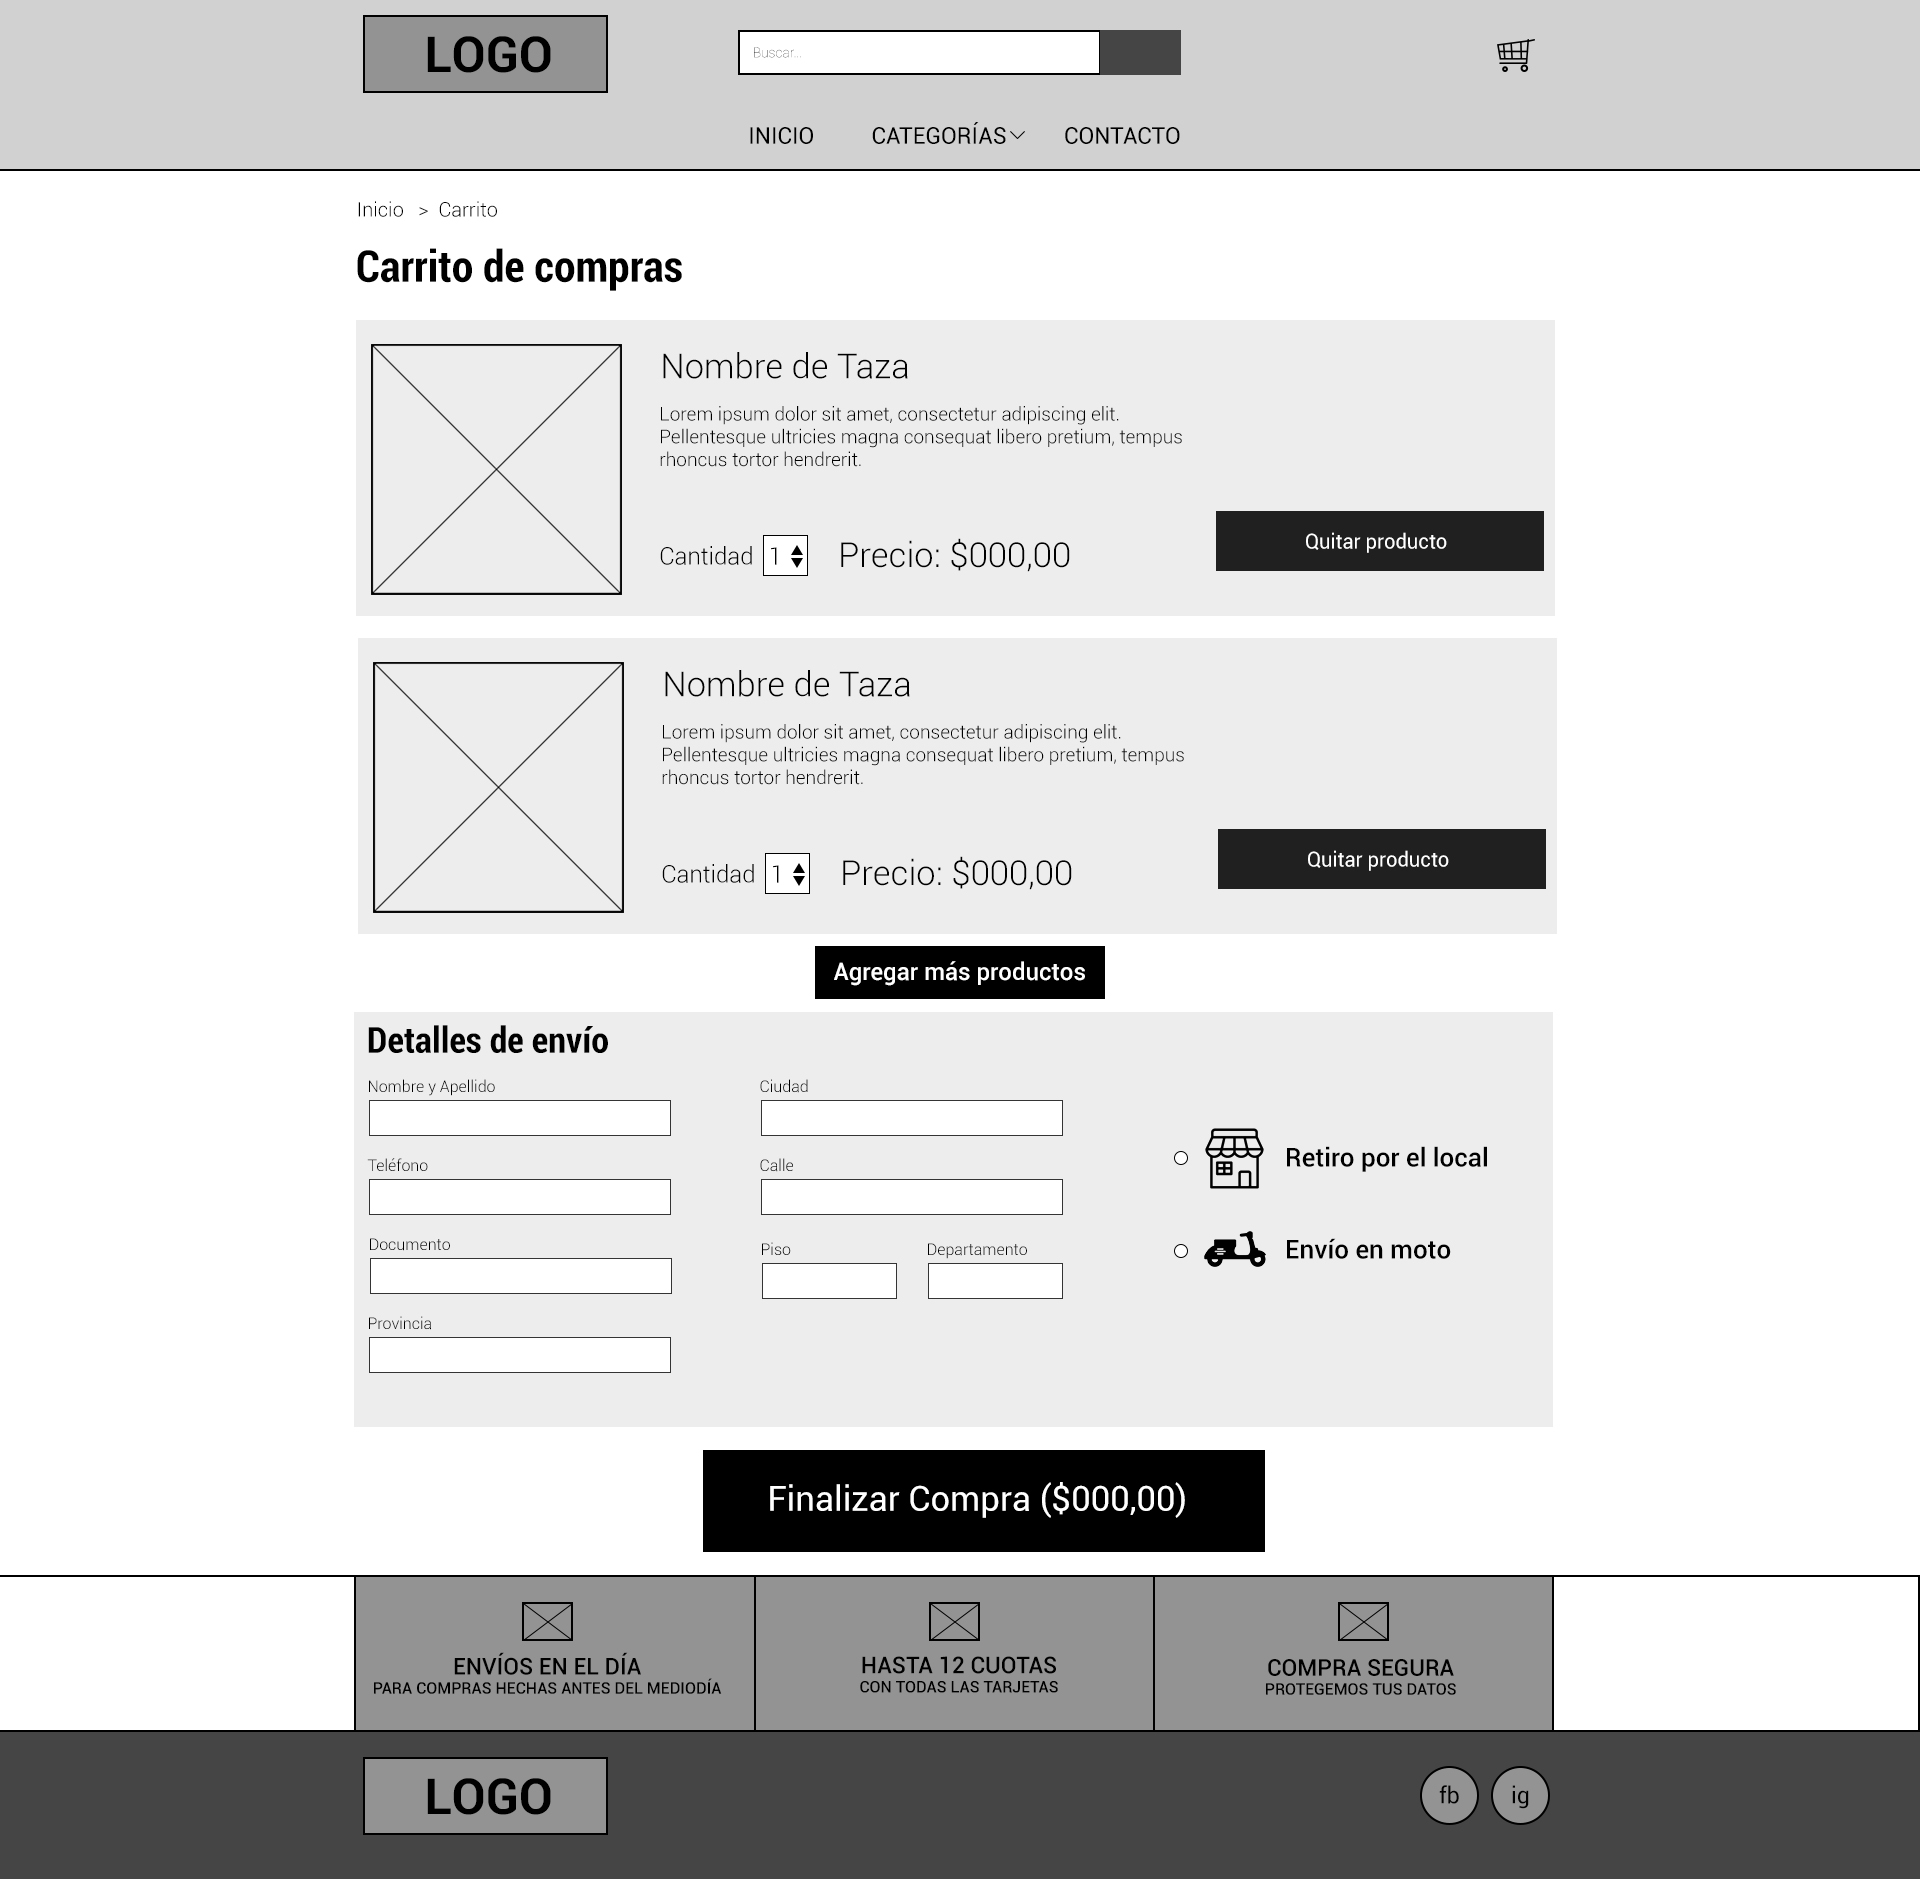 LOGO
Buscar...
INICIO CATEGORÍAS CONTACTO
Inicio > Carrito
Carrito de compras
Nombre de Taza
Lorem ipsum dolor sit amet, consectetur adipiscing elit.
Pellentesque ultricies magna consequat libero pretium, tempus
rhoncus tortor hendrerit.
Cantidad 1 Precio: $000,00
Quitar producto
Nombre de Taza
Lorem ipsum dolor sit amet, consectetur adipiscing elit.
Pellentesque ultricies magna consequat libero pretium, tempus
rhoncus tortor hendrerit.
Cantidad 1 Precio: $000,00
Quitar producto
Agregar más productos
Detalles de envío
Nombre y Apellido
Teléfono
Documento
Provincia
Ciudad
Calle
Piso Departamento
Retiro por el local
Envío en moto
Finalizar Compra ($000,00)
ENVÍOS EN EL DÍA
PARA COMPRAS HECHAS ANTES DEL MEDIODÍA
HASTA 12 CUOTAS
CON TODAS LAS TARJETAS
COMPRA SEGURA
PROTEGEMOS TUS DATOS
LOGO
fb ig